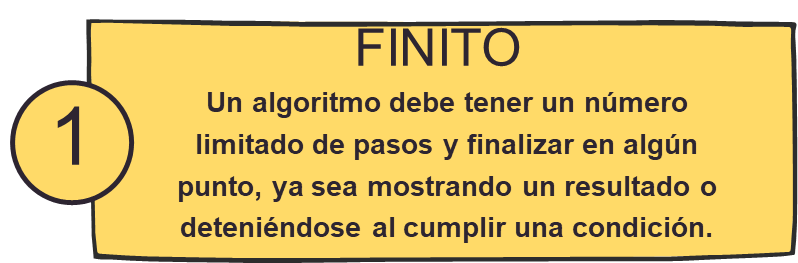 FINITO
1
Un algoritmo debe tener un número
limitado de pasos y finalizar en algún
punto, ya sea mostrando un resultado o
deteniéndose al cumplir una condición.